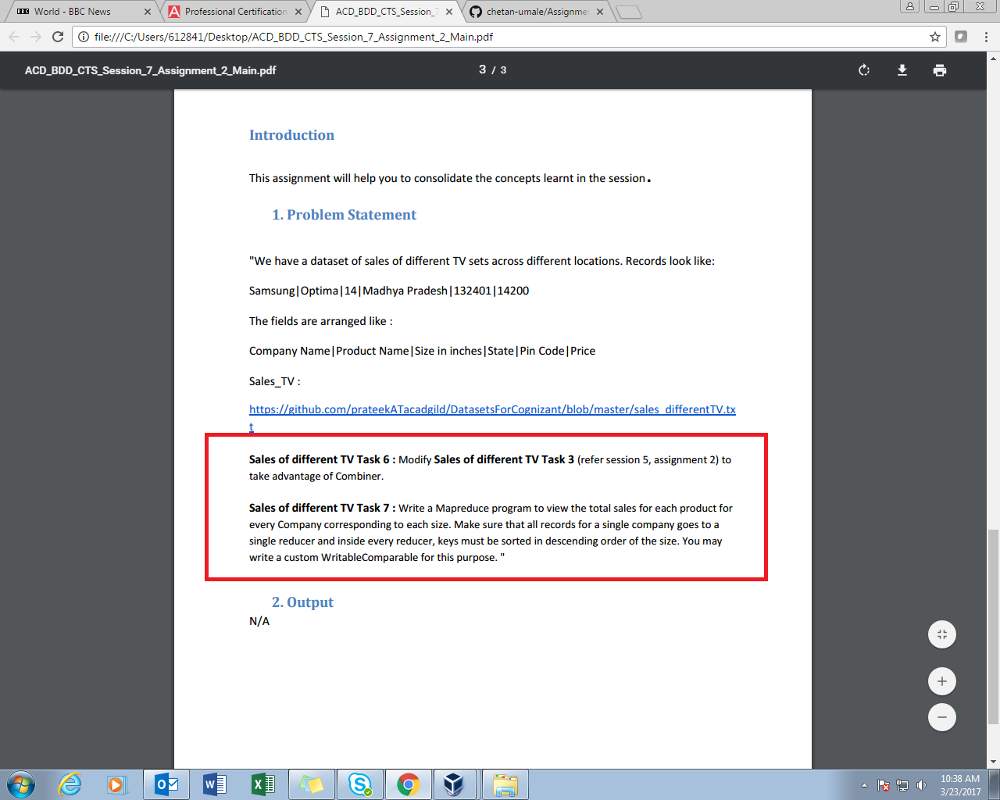 World - BBC News
Professional Certification
ACD_BDD_CTS_Session_7
chetan-umale/Assignme
file:///C:/Users/612841/Desktop/ACD_BDD_CTS_Session_7_Assignment_2_Main.pdf
ACD_BDD_CTS_Session_7_Assignment_2_Main.pdf
3 / 3
Introduction
This assignment will help you to consolidate the concepts learnt in the session.
1. Problem Statement
"We have a dataset of sales of different TV sets across different locations. Records look like:
Samsung|Optima|14|Madhya Pradesh|132401|14200
The fields are arranged like :
Company Name|Product Name|Size in inches|State|Pin Code|Price
Sales_TV :
https://github.com/prateekATacadgild/DatasetsForCognizant/blob/master/sales_differentTV.tx
t
Sales of different TV Task 6 : Modify Sales of different TV Task 3 (refer session 5, assignment 2) to
take advantage of Combiner.
Sales of different TV Task 7 : Write a Mapreduce program to view the total sales for each product for
every Company corresponding to each size. Make sure that all records for a single company goes to a
single reducer and inside every reducer, keys must be sorted in descending order of the size. You may
write a custom WritableComparable for this purpose. "
2. Output
N/A
10:38 AM
3/23/2017